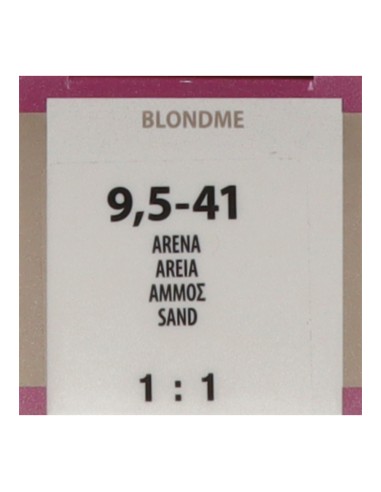 BLONDME
9,5-41
ARENA
AREIA
ΑΜΜΟΣ
SAND
1 : 1